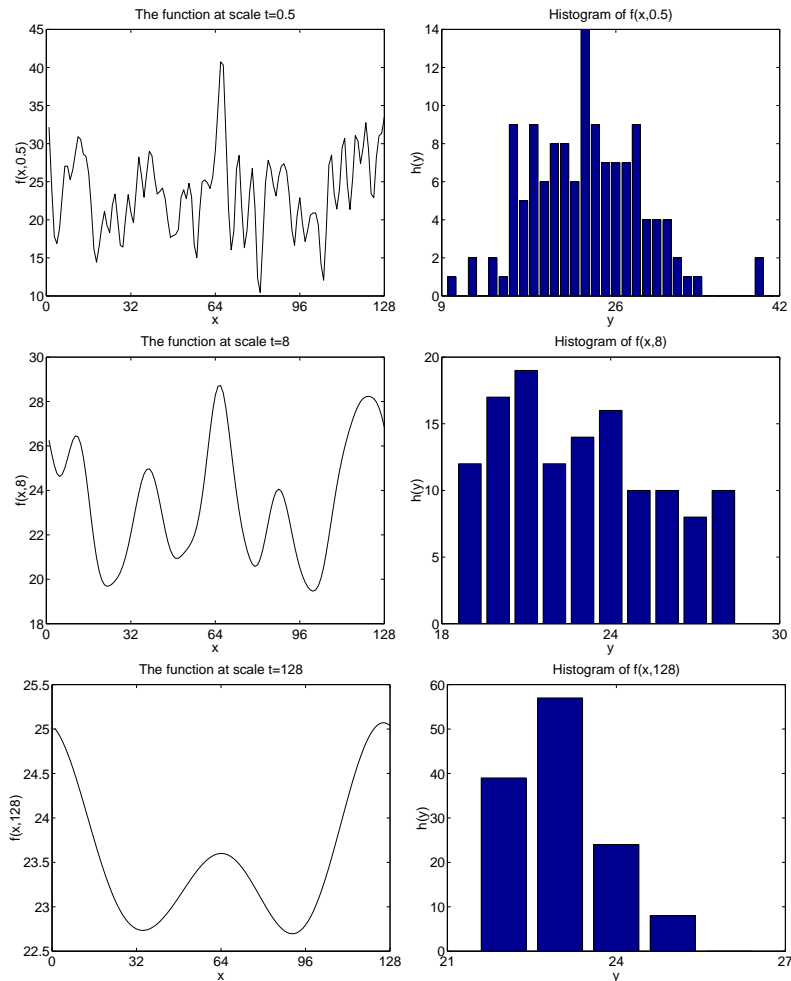 The function at scale t=0.5
45
40
35
30
25
20
15
10
f(x,0.5)
0 32 64 96 128
x
Histogram of f(x,0.5)
14
12
10
8
6
4
2
0
h(y)
9 26 42
y
The function at scale t=8
30
28
26
24
22
20
18
f(x,8)
0 32 64 96 128
x
Histogram of f(x,8)
20
15
10
5
0
h(y)
18 24 30
y
The function at scale t=128
25.5
25
24.5
24
23.5
23
22.5
f(x,128)
0 32 64 96 128
x
Histogram of f(x,128)
60
50
40
30
20
10
0
h(y)
21 24 27
y